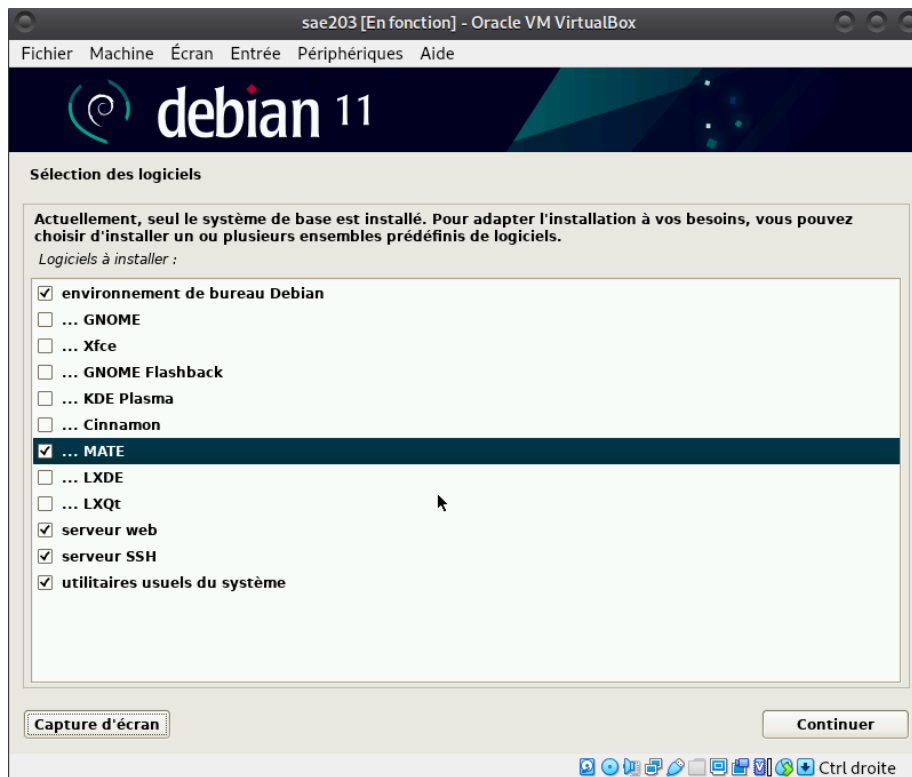 sae203 [En fonction] - Oracle VM VirtualBox
Fichier Machine Écran Entrée Périphériques Aide
debian 11
Sélection des logiciels
Actuellement, seul le système de base est installé. Pour adapter l'installation à vos besoins, vous pouvez
choisir d'installer un ou plusieurs ensembles prédéfinis de logiciels.
Logiciels à installer :
environnement de bureau Debian
... GNOME
... Xfce
... GNOME Flashback
... KDE Plasma
... Cinnamon
... MATE
... LXDE
... LXQt
serveur web
serveur SSH
utilitaires usuels du système
Capture d'écran
Continuer
Ctrl droite